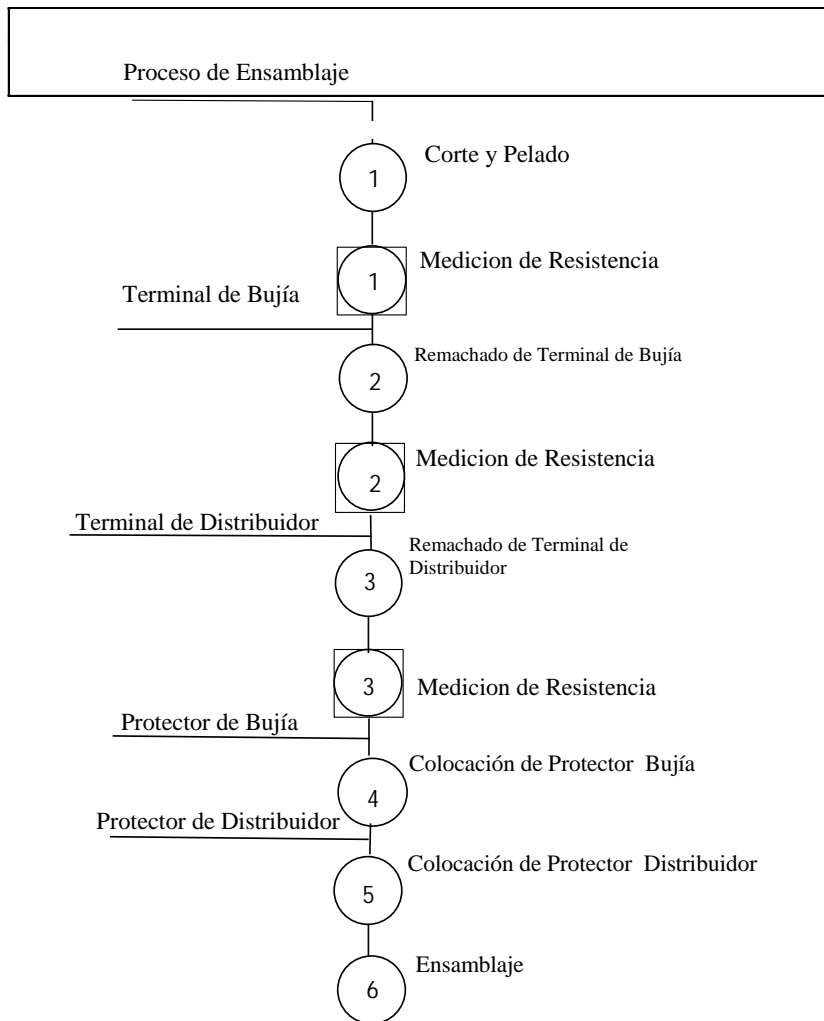 Proceso de Ensamblaje
Corte y Pelado
1
Medicion de Resistencia
1
Terminal de Bujía
Remachado de Terminal de Bujía
2
Medicion de Resistencia
2
Terminal de Distribuidor
Remachado de Terminal de
Distribuidor
3
Medicion de Resistencia
3
Protector de Bujía
Colocación de Protector Bujía
4
Protector de Distribuidor
Colocación de Protector Distribuidor
5
Ensamblaje
6